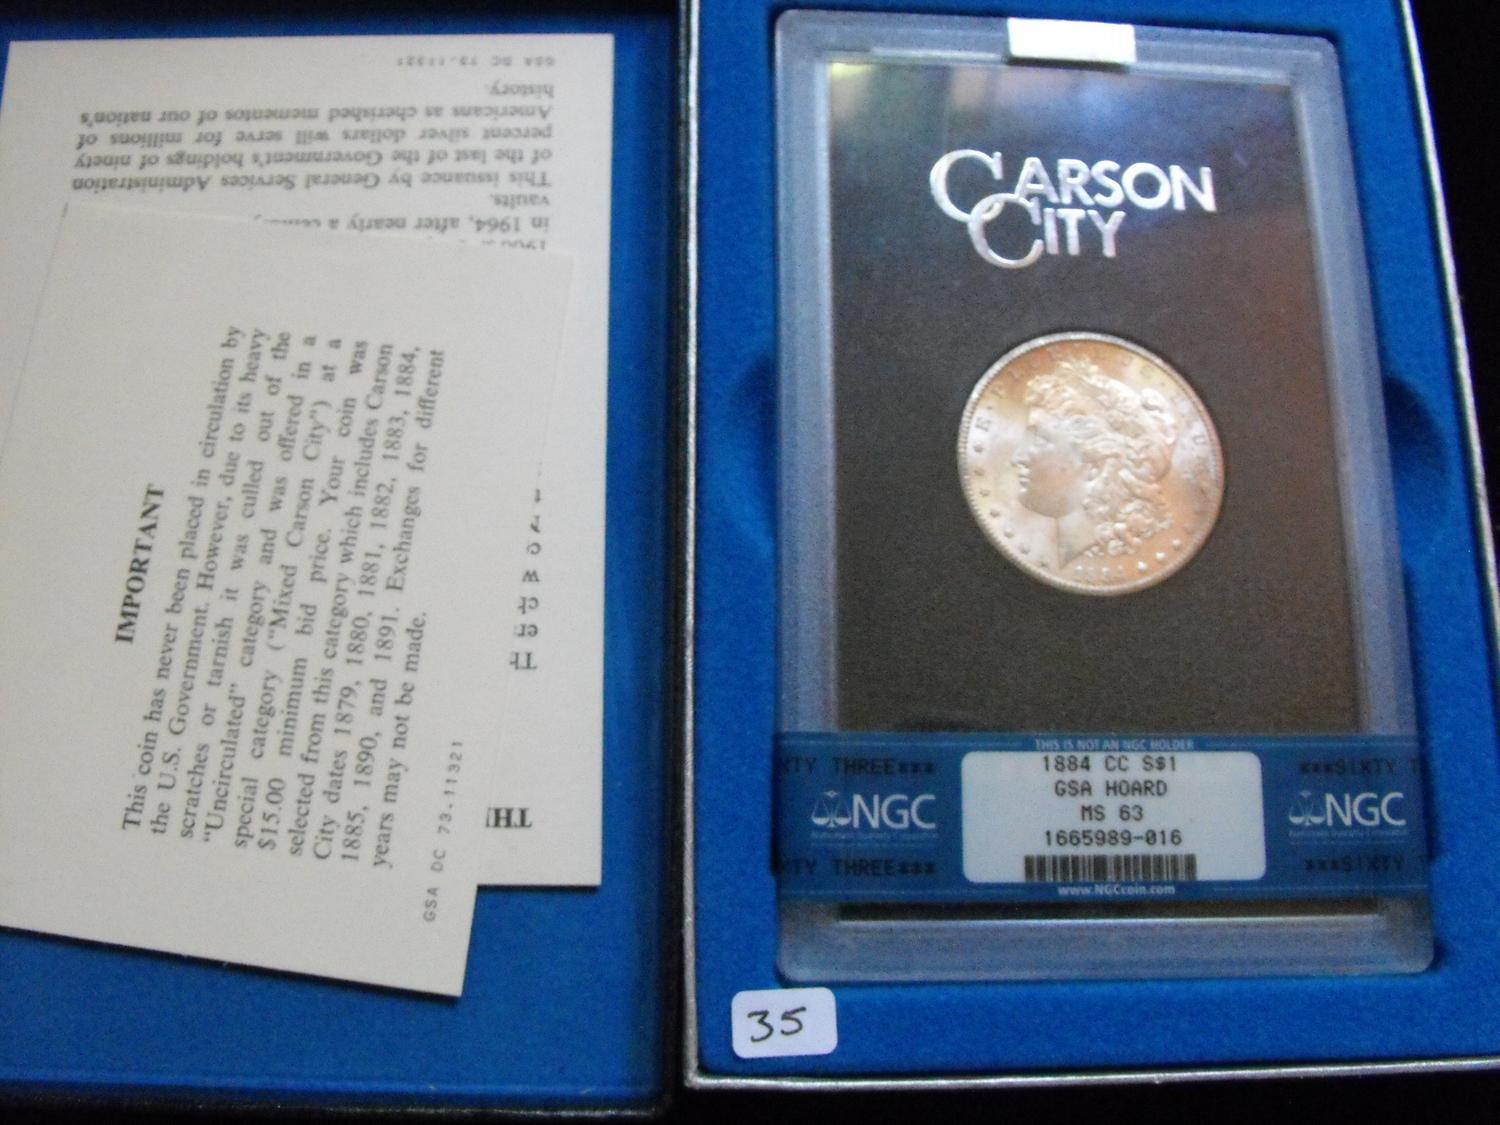 GSA DC 73-11321
history.
Americans as cherished mementos of our nation's
percent silver dollars will serve for millions of
of the last of the Government's holdings of ninety
This issuance by General Services Administration
vaults.
in 1964, after nearly a
IMPORTANT
This coin has never been placed in circulation by
the U.S. Government. However, due to its heavy
scratches or tarnish it was culled out of the
"Uncirculated" category and was offered in a
special category ("Mixed Carson City") at a
$15.00 minimum bid price. Your coin was
selected from this category which includes Carson
City dates 1879, 1880, 1881, 1882, 1883, 1884,
1885, 1890, and 1891. Exchanges for different
years may not be made.
GSA DC 73-11321
CARSON
CITY
THIS IS NOT AN NGC HOLDER
TY THREE*** 1884 CC S$1 ***SIXTY T
GSA HOARD
NGC MS 63 NGC
1665989-016
TY THREE*** ***SIXTY T
www.NGCcoin.com
35